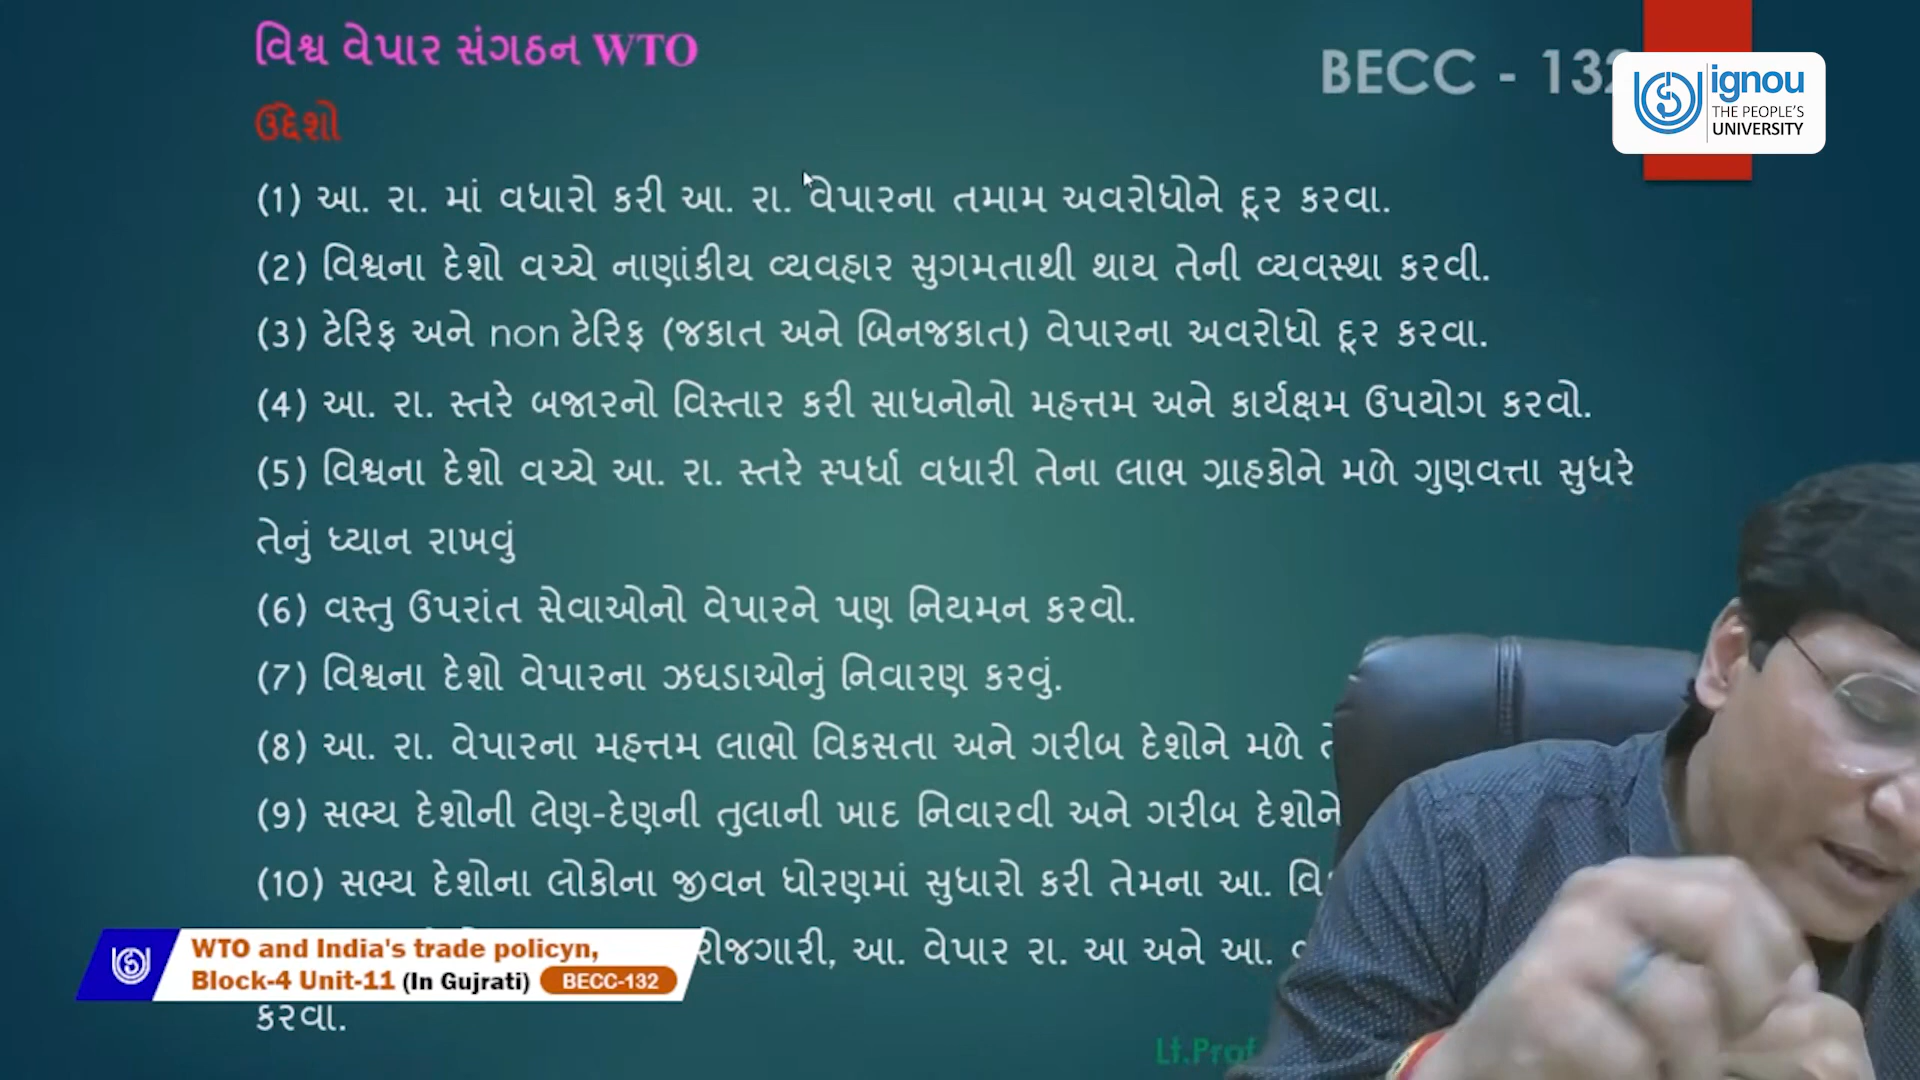 વિશ્વ વેપાર સંગઠન WTO
BECC - 132
ignou
THE PEOPLE'S
UNIVERSITY
ઉદ્દેશો
(1) આ. રા. માં વધારો કરી આ. રા. વેપારના તમામ અવરોધોને દૂર કરવા.
(2) વિશ્વના દેશો વચ્ચે નાણાંકીય વ્યવહાર સુગમતાથી થાય તેની વ્યવસ્થા કરવી.
(3) ટેરિફ અને non ટેરિફ (જકાત અને બિનજકાત) વેપારના અવરોધો દૂર કરવા.
(4) આ. રા. સ્તરે બજારનો વિસ્તાર કરી સાધનોનો મહત્તમ અને કાર્યક્ષમ ઉપયોગ કરવો.
(5) વિશ્વના દેશો વચ્ચે આ. રા. સ્તરે સ્પર્ધા વધારી તેના લાભ ગ્રાહકોને મળે ગુણવત્તા સુધરે
તેનું ધ્યાન રાખવું
(6) વસ્તુ ઉપરાંત સેવાઓનો વેપારને પણ નિયમન કરવો.
(7) વિશ્વના દેશો વેપારના ઝઘડાઓનું નિવારણ કરવું.
(8) આ. રા. વેપારના મહત્તમ લાભો વિકસતા અને ગરીબ દેશોને મળે
(9) સભ્ય દેશોની લેણ-દેણની તુલાની ખાદ નિવારવી અને ગરીબ દેશોને
(10) સભ્ય દેશોના લોકોના જીવન ધોરણમાં સુધારો કરી તેમના આ.
રોજગારી, આ. વેપાર રા. આ અને આ.
કરવા.
WTO and India's trade policyn,
Block-4 Unit-11 (In Gujrati) BECC-132
Lt.Prof